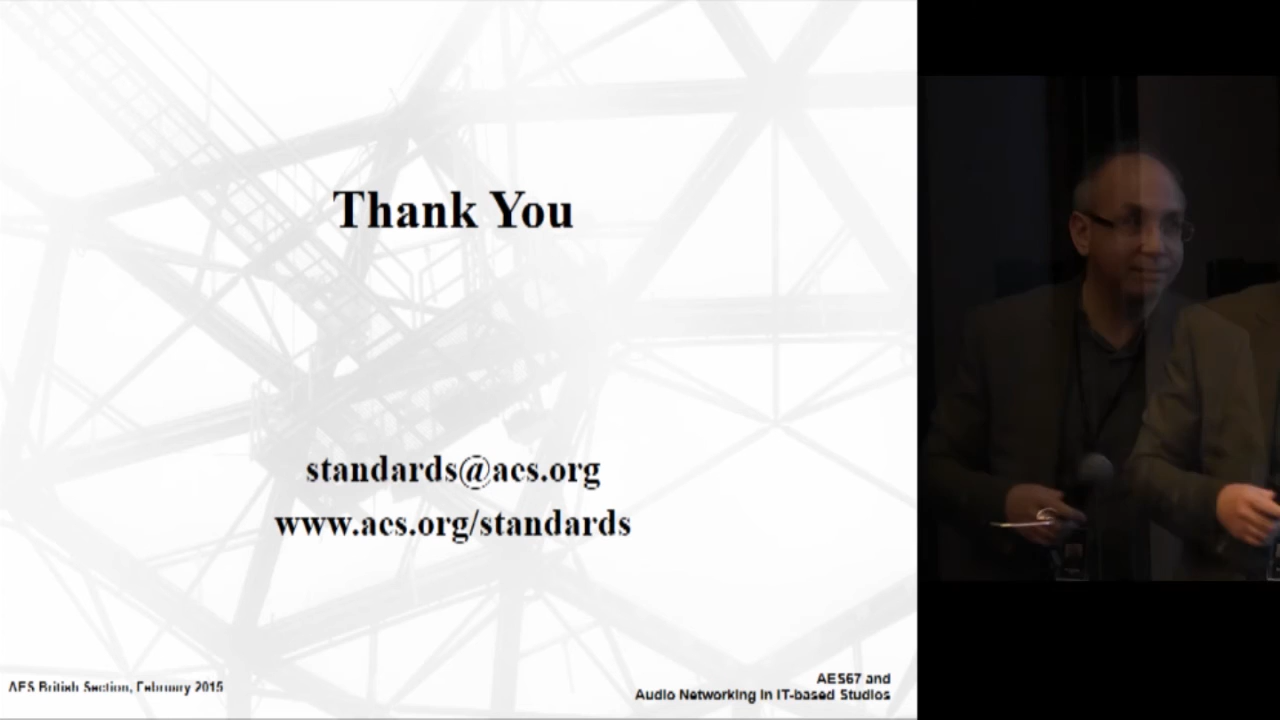 Thank You
standards@aes.org
www.aes.org/standards
AES British Section, February 2015
AES67 and
Audio Networking in IT-based Studios